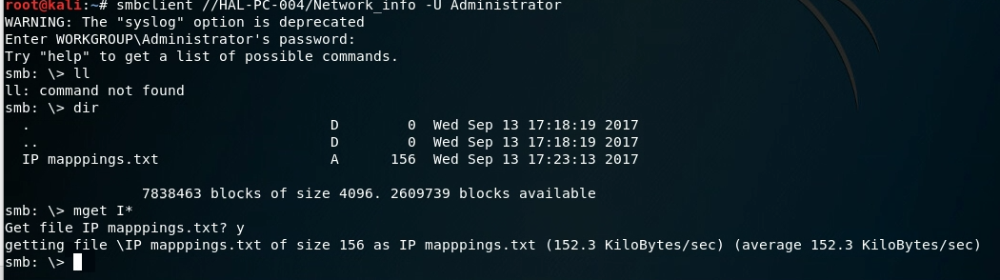 root@kali:~# smbclient //HAL-PC-004/Network_info -U Administrator
WARNING: The "syslog" option is deprecated
Enter WORKGROUP\Administrator's password:
Try "help" to get a list of possible commands.
smb: \> ll
ll: command not found
smb: \> dir
. D 0 Wed Sep 13 17:18:19 2017
.. D 0 Wed Sep 13 17:18:19 2017
IP mapppings.txt A 156 Wed Sep 13 17:23:13 2017
7838463 blocks of size 4096. 2609739 blocks available
smb: \> mget I*
Get file IP mapppings.txt? y
getting file \IP mapppings.txt of size 156 as IP mapppings.txt (152.3 KiloBytes/sec) (average 152.3 KiloBytes/sec)
smb: \>